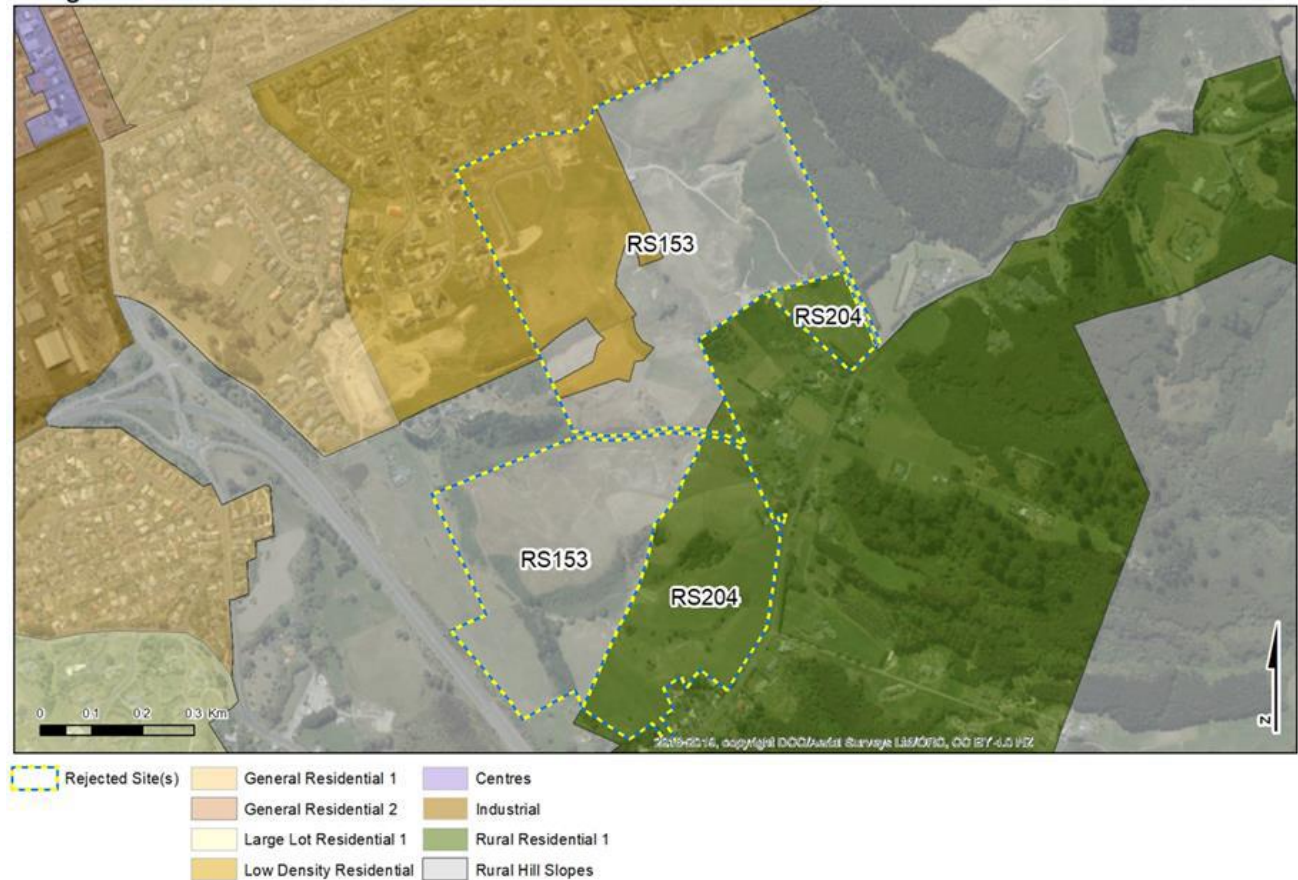 RS153
RS204
RS153
RS204
0 0.1 0.2 0.3 Km
N
Rejected Site(s)
General Residential 1
General Residential 2
Large Lot Residential 1
Low Density Residential
Centres
Industrial
Rural Residential 1
Rural Hill Slopes